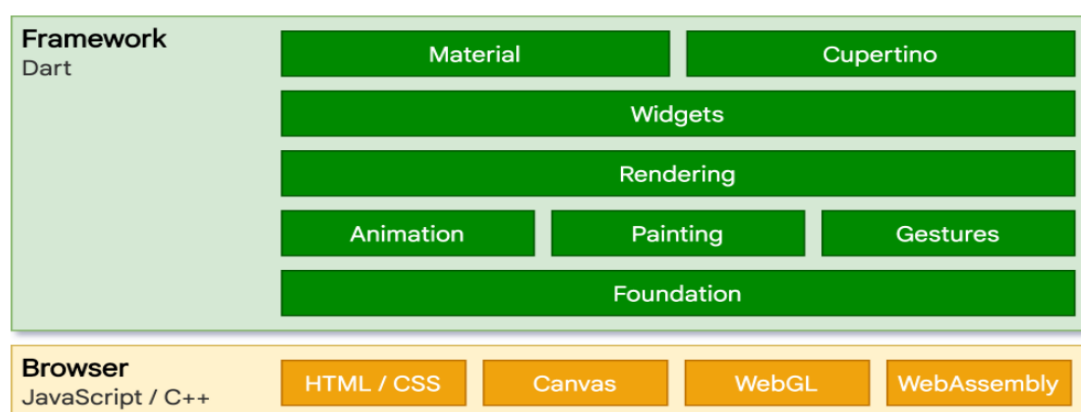 Framework
Dart
Material Cupertino
Widgets
Rendering
Animation Painting Gestures
Foundation
Browser
JavaScript / C++
HTML / CSS Canvas WebGL WebAssembly